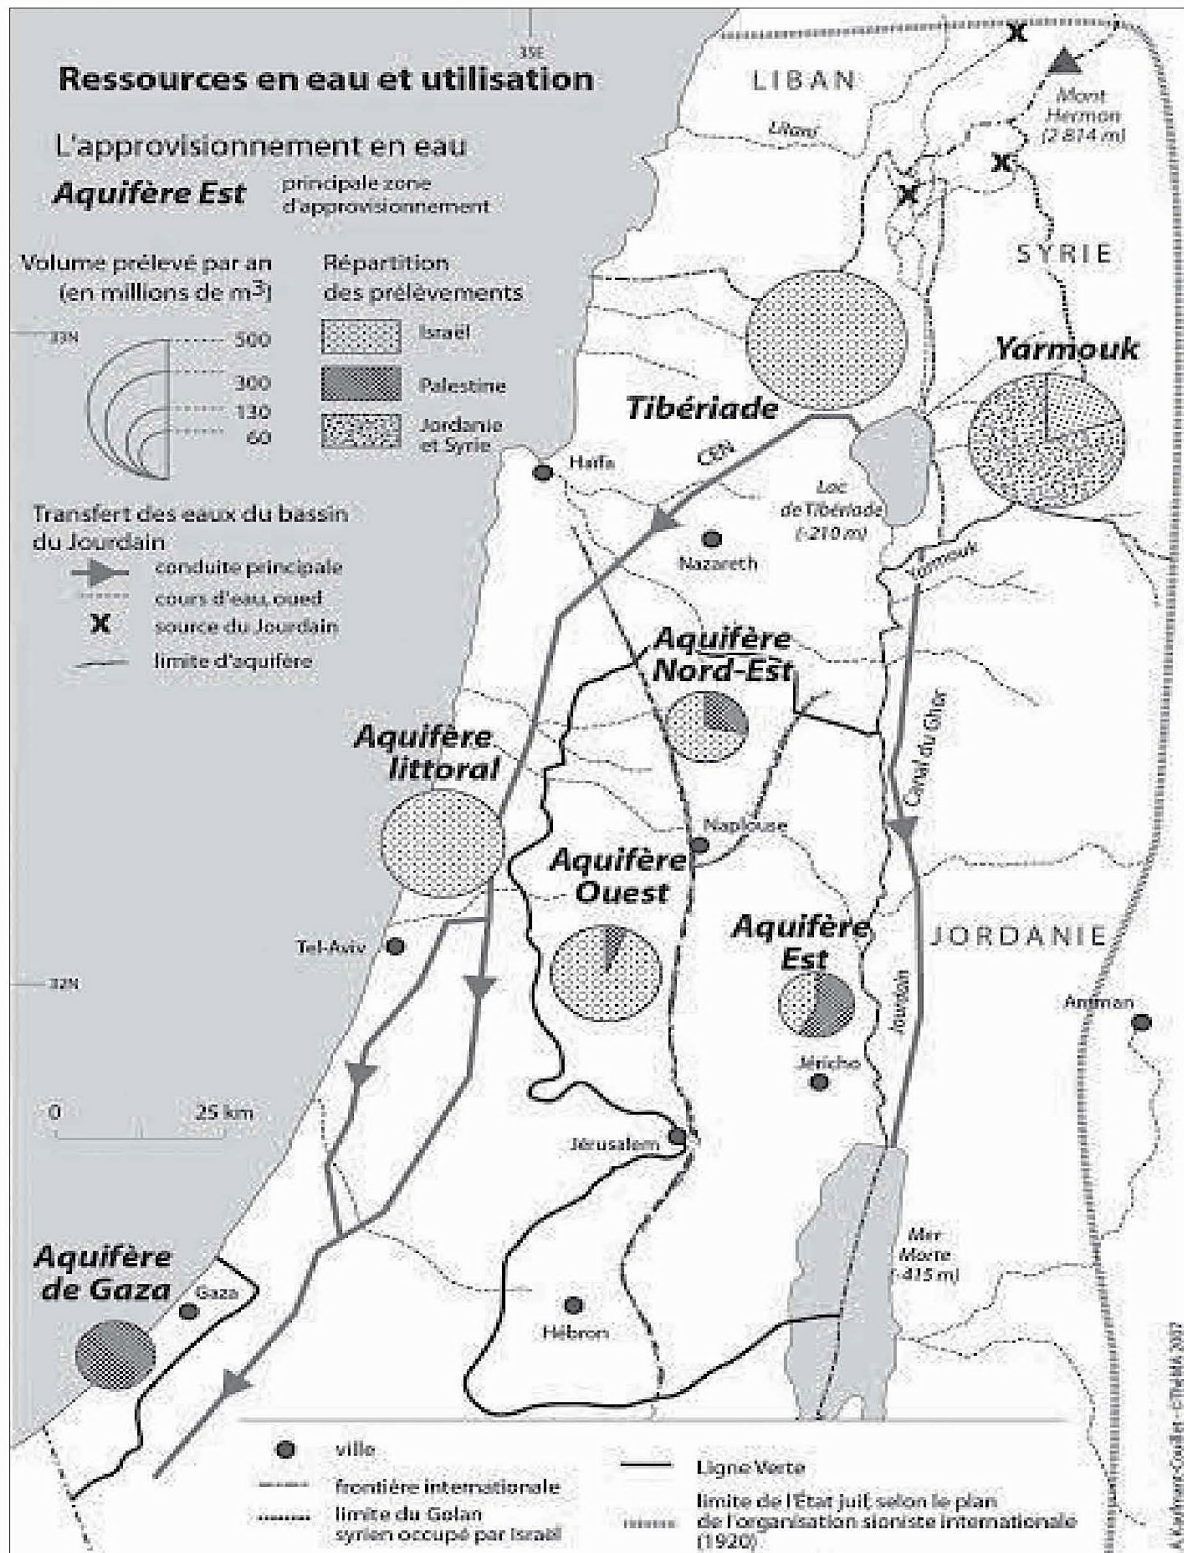 35E
Ressources en eau et utilisation
L'approvisionnement en eau
Aquifère Est
principale zone
d'approvisionnement
Volume prélevé par an
(en millions de m3)
500
300
130
60
Répartition
des prélèvements
Israël
Palestine
Jordanie
et Syrie
33N
Transfert des eaux du bassin
du Jourdain
conduite principale
cours d'eau, oued
X
source du Jourdain
limite d'aquifère
LIBAN
Litani
X
Mont
Hermon
(2 814 m)
X
X
SYRIE
Yarmouk
Tibériade
CEN
Haïfa
Lac
de Tibériade
(-210 m)
Nazareth
Yarmouk
Aquifère
Nord-Est
Canal du Ghor
Aquifère
littoral
Naplouse
Aquifère
Ouest
Aquifère
Est
JORDANIE
Tel-Aviv
32N
Jourdain
Amman
Jéricho
0
25 km
Jérusalem
Mer
Morte
(-415 m)
Aquifère
de Gaza
Gaza
Hébron
ville
frontière internationale
limite du Golan
syrien occupé par Israël
Ligne Verte
limite de l'État juif, selon le plan
de l'organisation sioniste internationale
(1920)